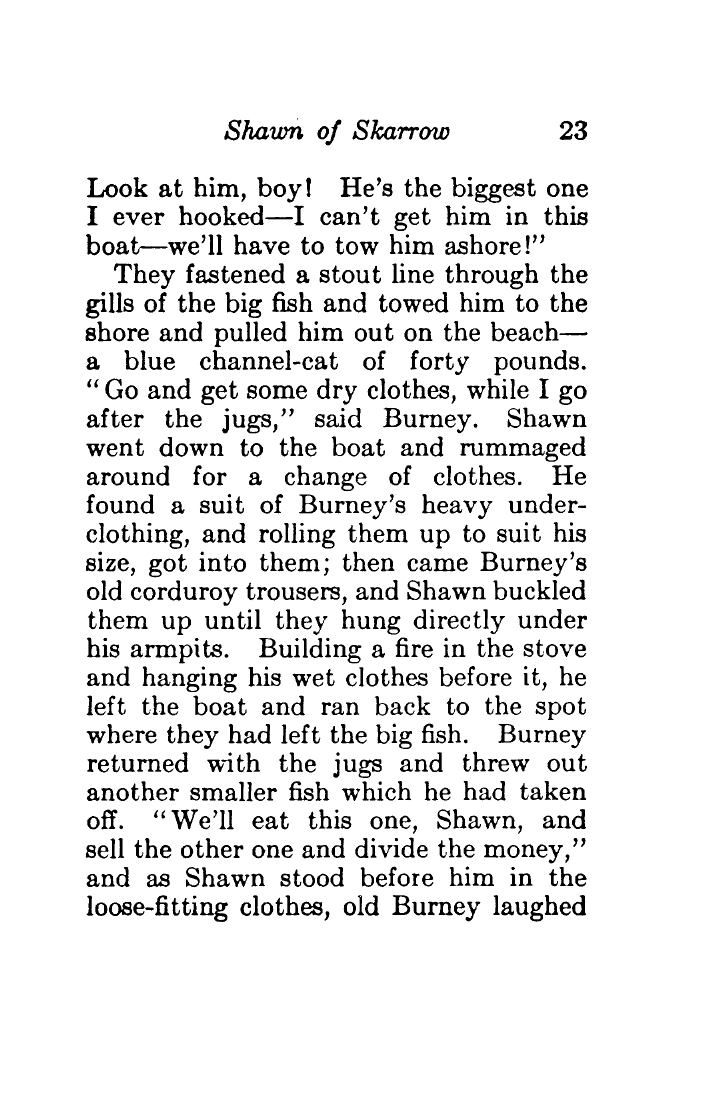 Shawn of Skarrow 23
Look at him, boy! He's the biggest one
I ever hooked—I can't get him in this
boat—we'll have to tow him ashore!"
They fastened a stout line through the
gills of the big fish and towed him to the
shore and pulled him out on the beach—
a blue channel-cat of forty pounds.
"Go and get some dry clothes, while I go
after the jugs," said Burney. Shawn
went down to the boat and rummaged
around for a change of clothes. He
found a suit of Burney's heavy under-
clothing, and rolling them up to suit his
size, got into them; then came Burney's
old corduroy trousers, and Shawn buckled
them up until they hung directly under
his armpits. Building a fire in the stove
and hanging his wet clothes before it, he
left the boat and ran back to the spot
where they had left the big fish. Burney
returned with the jugs and threw out
another smaller fish which he had taken
off. "We'll eat this one, Shawn, and
sell the other one and divide the money,"
and as Shawn stood before him in the
loose-fitting clothes, old Burney laughed